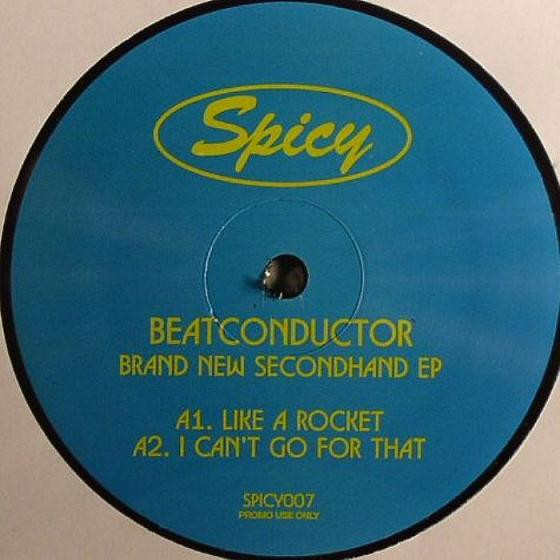 Spicy
BEATCONDUCTOR
BRAND NEW SECONDHAND EP
A1. LIKE A ROCKET
A2. I CAN'T GO FOR THAT
SPICY007
PROMO USE ONLY